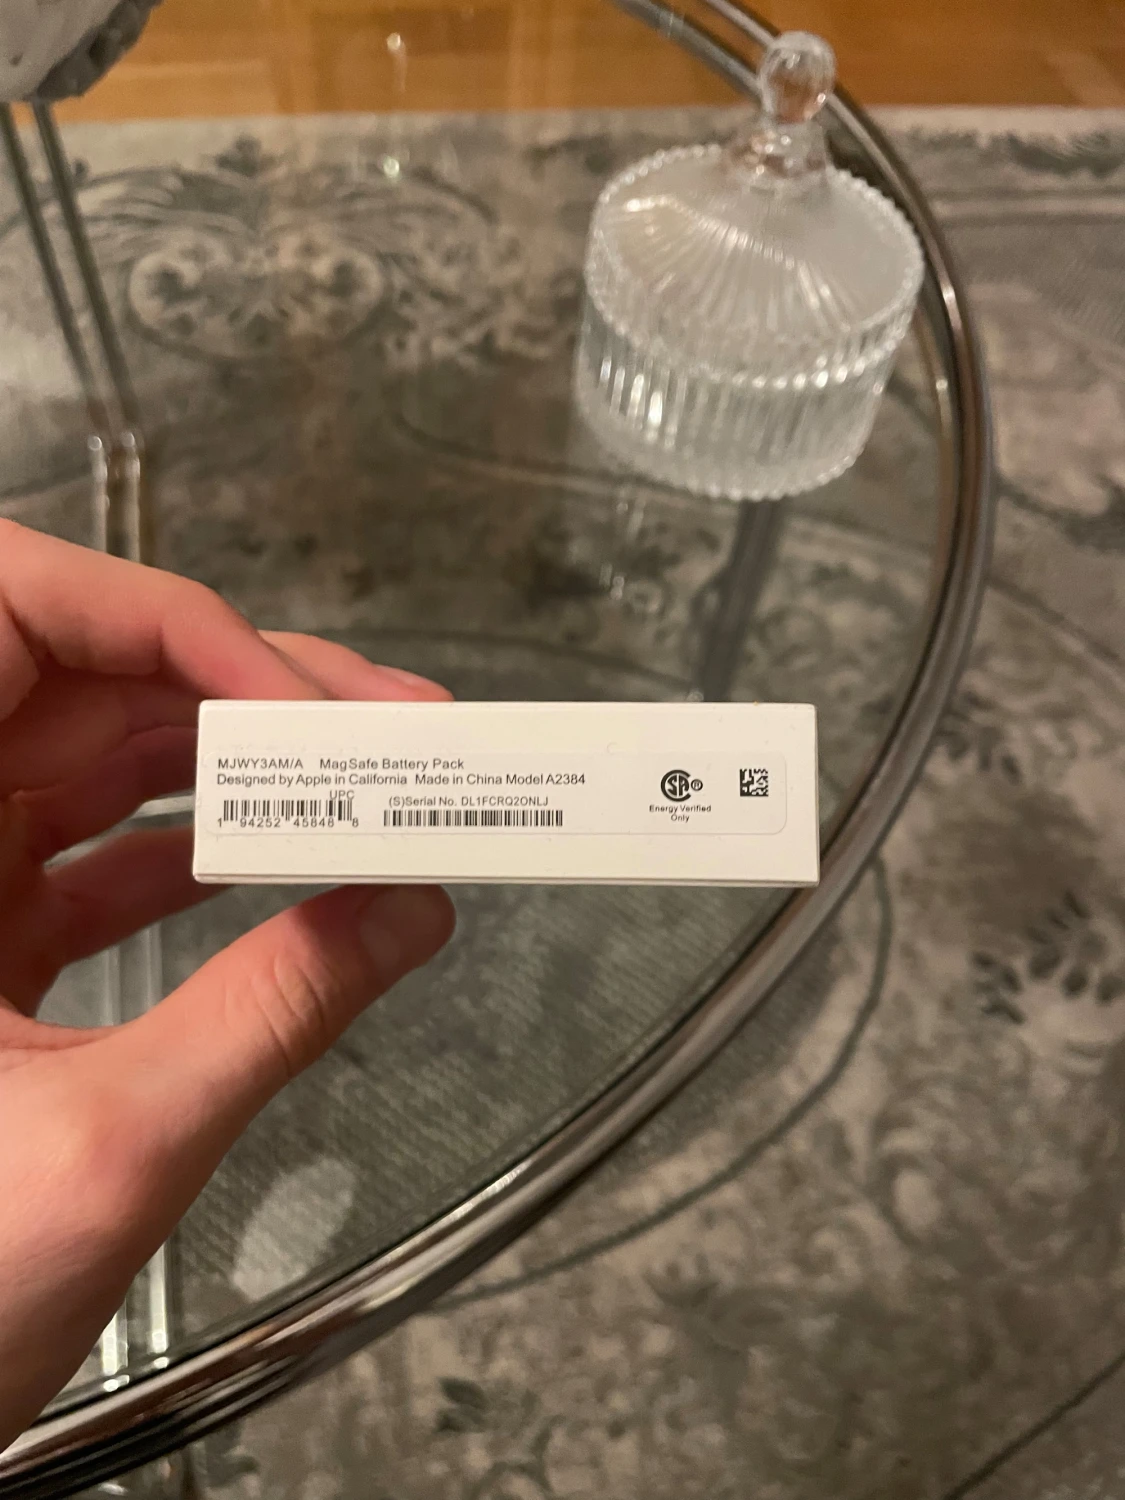 MJWY3AM/A MagSafe Battery Pack
Designed by Apple in California Made in China Model A2384
UPC
1 94252 45848 8
(S)Serial No. DL1FCRQ2ONLJ
SA ®
Energy Verified
Only